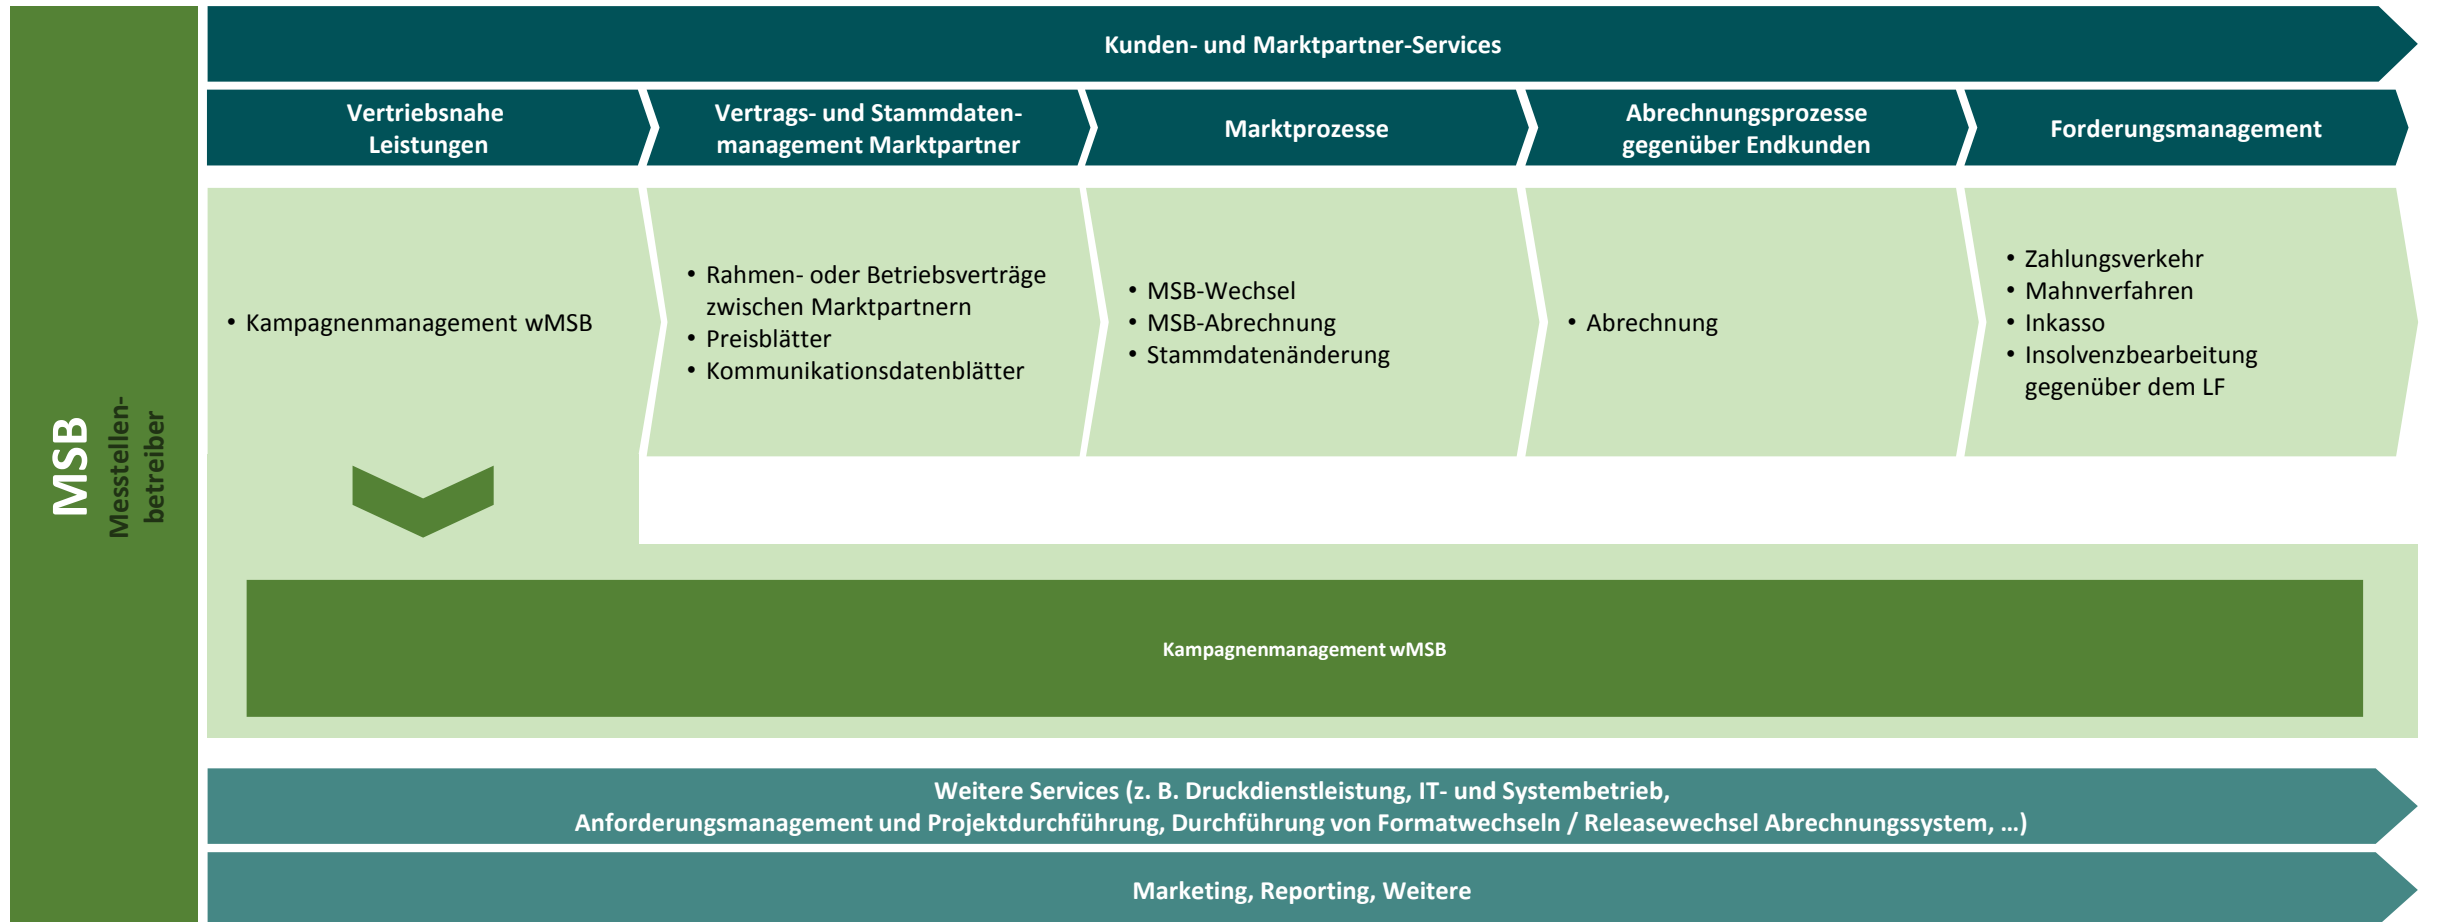 MSB
Messtellen-
betreiber
Kunden- und Marktpartner-Services
Vertriebsnahe
Leistungen
Vertrags- und Stammdaten-
management Marktpartner
Marktprozesse
Abrechnungsprozesse
gegenüber Endkunden
Forderungsmanagement
• Kampagnenmanagement wMSB
• Rahmen- oder Betriebsverträge
zwischen Marktpartnern
• Preisblätter
• Kommunikationsdatenblätter
• MSB-Wechsel
• MSB-Abrechnung
• Stammdatenänderung
• Abrechnung
• Zahlungsverkehr
• Mahnverfahren
• Inkasso
• Insolvenzbearbeitung
gegenüber dem LF
Kampagnenmanagement wMSB
Weitere Services (z. B. Druckdienstleistung, IT- und Systembetrieb,
Anforderungsmanagement und Projektdurchführung, Durchführung von Formatwechseln / Releasewechsel Abrechnungssystem, ...)
Marketing, Reporting, Weitere